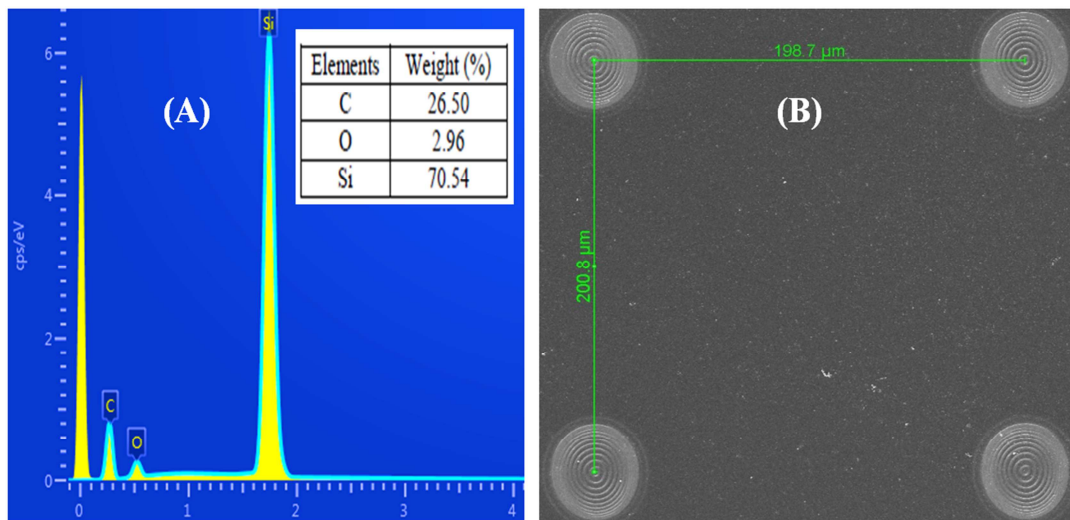 Si
6
Elements Weight (%)
(A)
C 26.50
O 2.96
Si 70.54
4
cps/eV
2
C
O
0
0 1 2 3 4
198.7 µm
(B)
200.8 µm